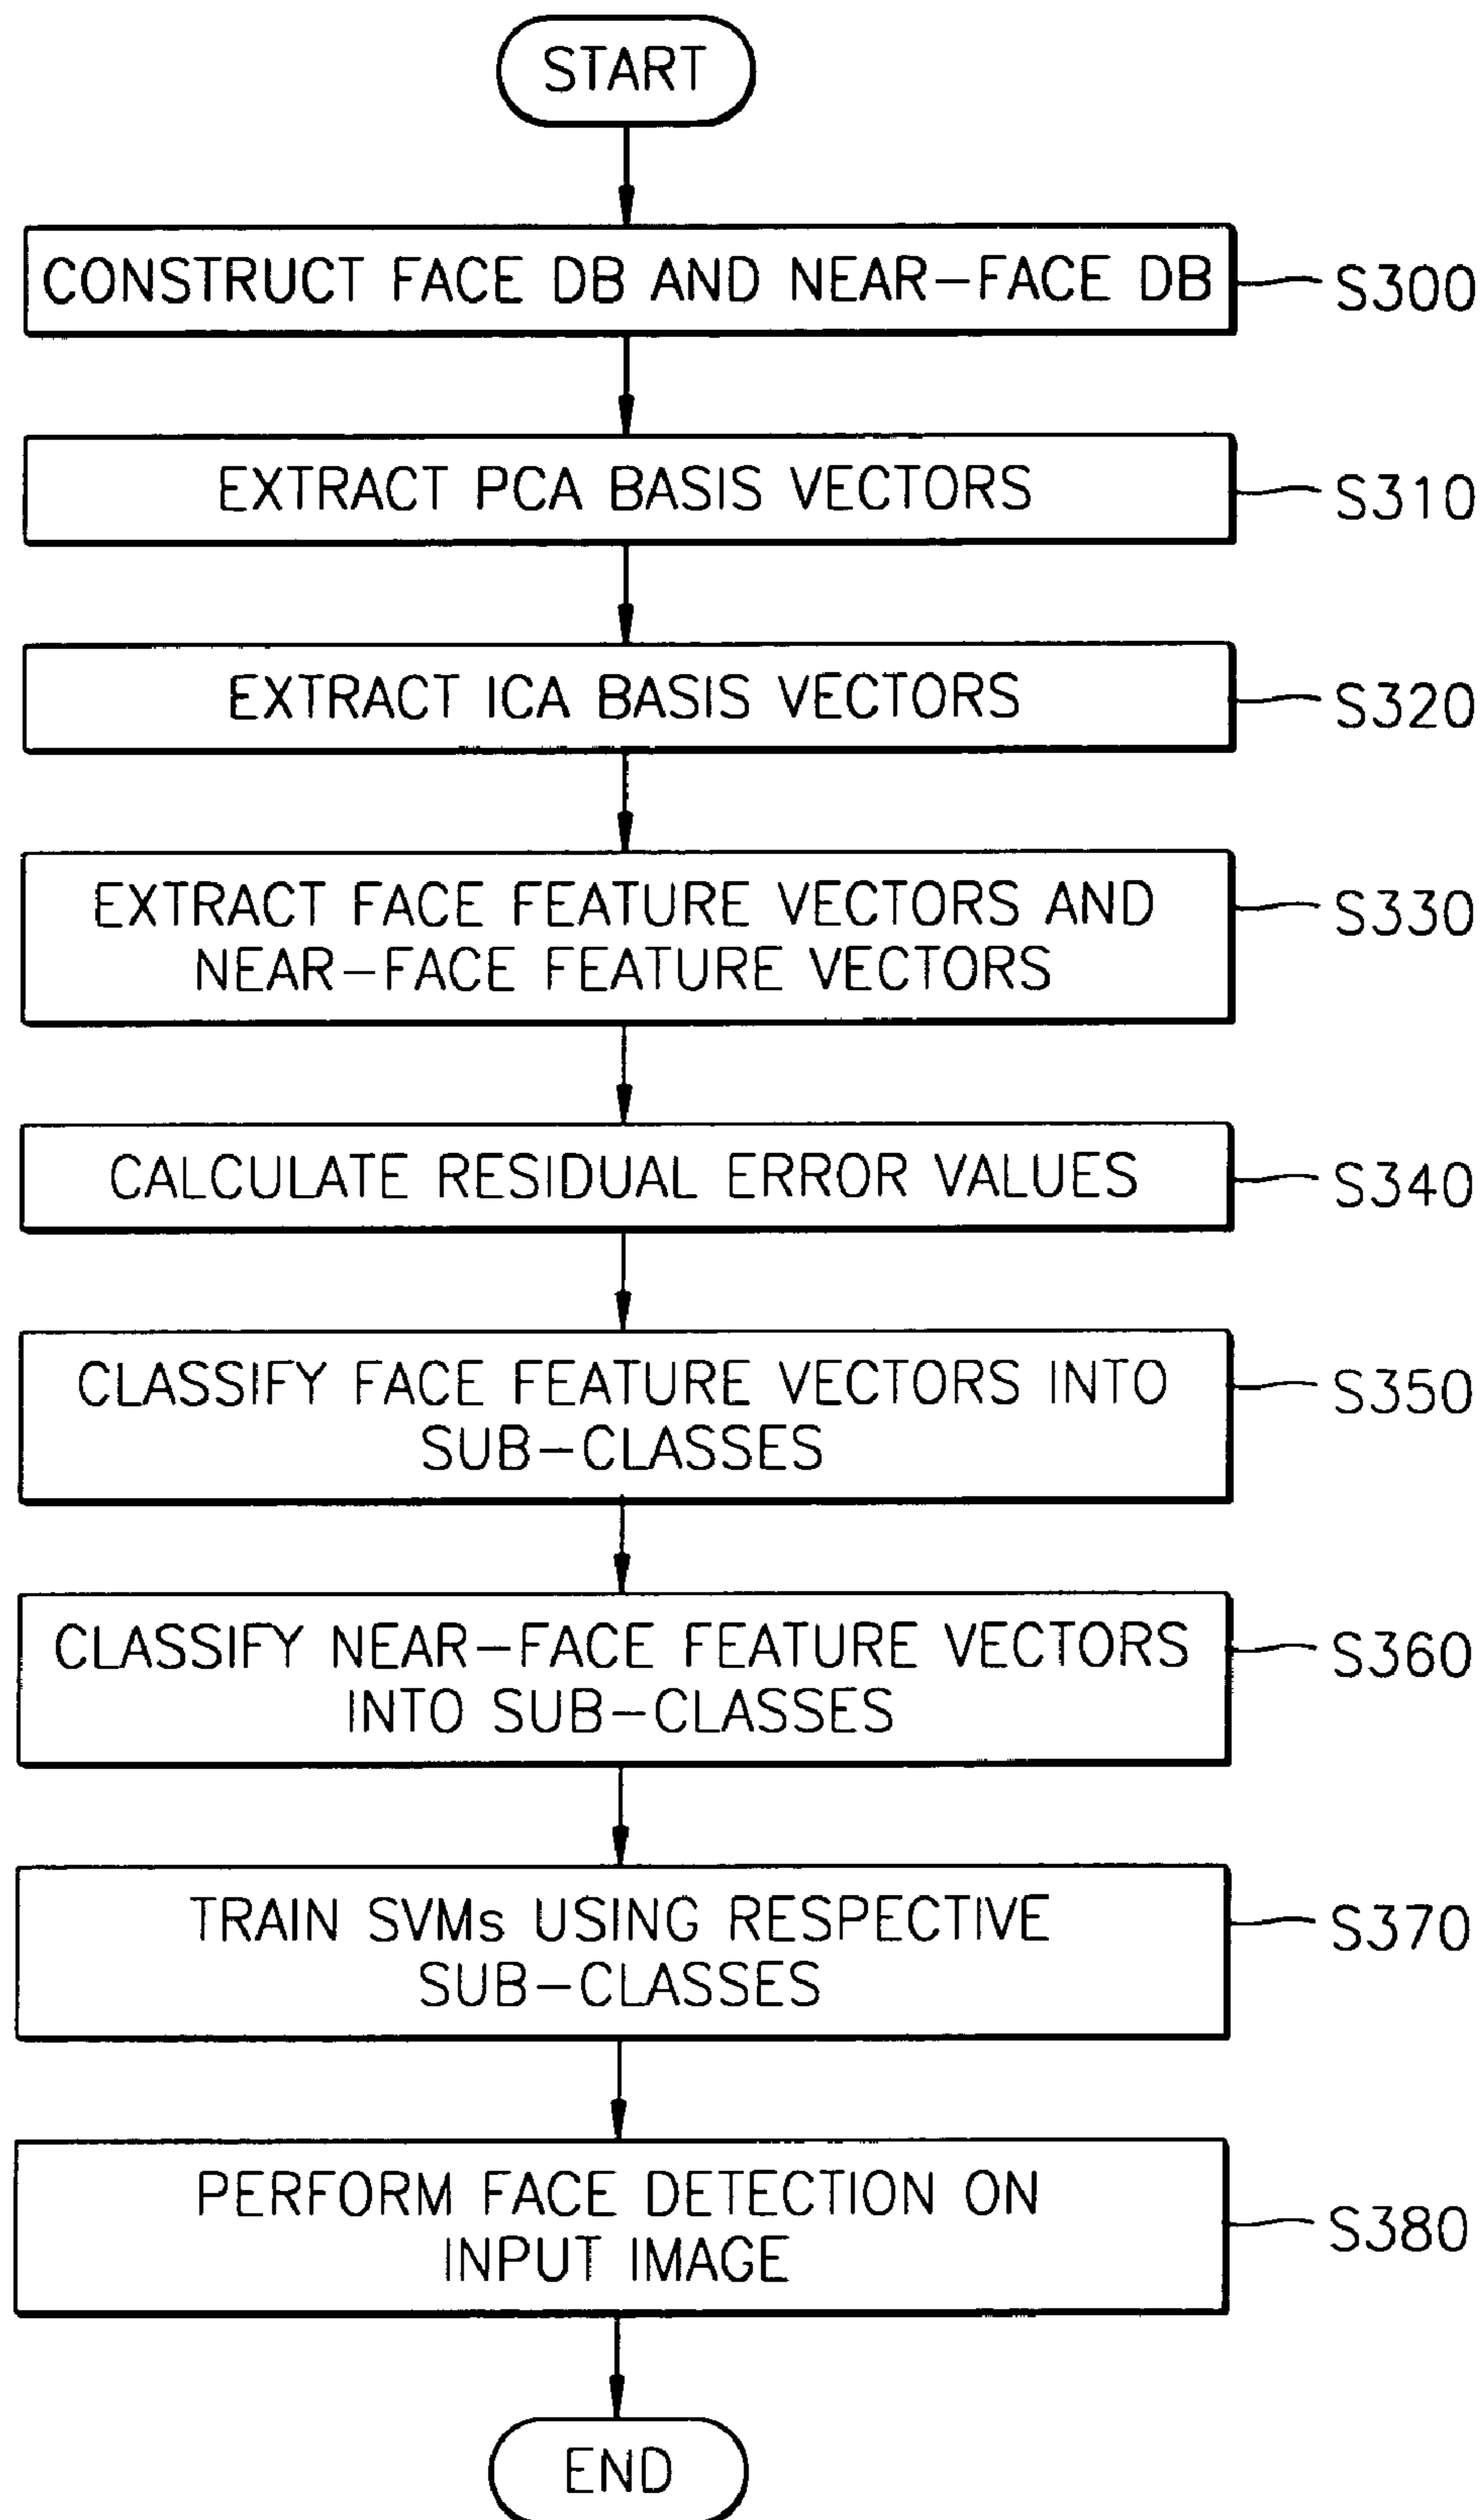 START
CONSTRUCT FACE DB AND NEAR-FACE DB
S300
EXTRACT PCA BASIS VECTORS
S310
EXTRACT ICA BASIS VECTORS
S320
EXTRACT FACE FEATURE VECTORS AND
NEAR-FACE FEATURE VECTORS
S330
CALCULATE RESIDUAL ERROR VALUES
S340
CLASSIFY FACE FEATURE VECTORS INTO
SUB-CLASSES
S350
CLASSIFY NEAR-FACE FEATURE VECTORS
INTO SUB-CLASSES
S360
TRAIN SVMs USING RESPECTIVE
SUB-CLASSES
S370
PERFORM FACE DETECTION ON
INPUT IMAGE
S380
END